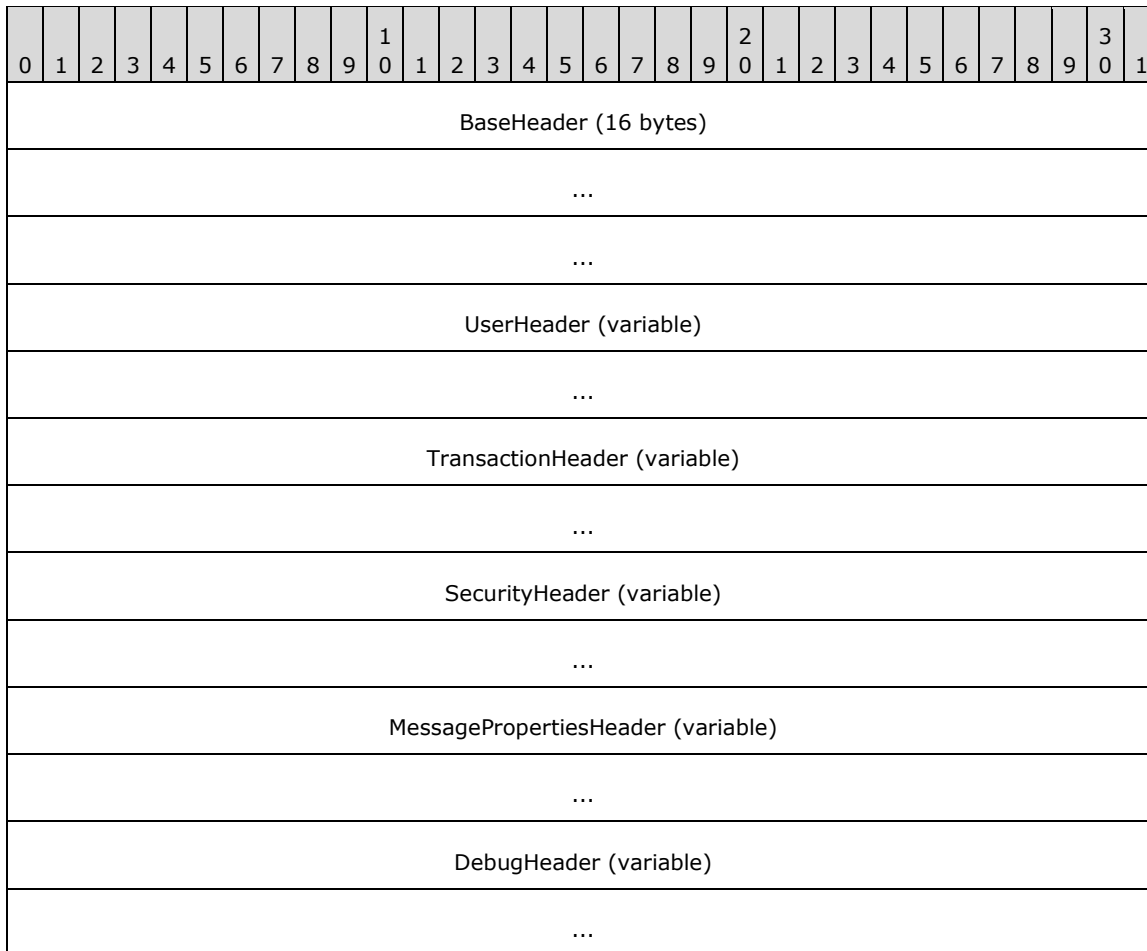 1 2 3
0 1 2 3 4 5 6 7 8 9 0 1 2 3 4 5 6 7 8 9 0 1 2 3 4 5 6 7 8 9 0 1
BaseHeader (16 bytes)
...
...
UserHeader (variable)
...
TransactionHeader (variable)
...
SecurityHeader (variable)
...
MessagePropertiesHeader (variable)
...
DebugHeader (variable)
...